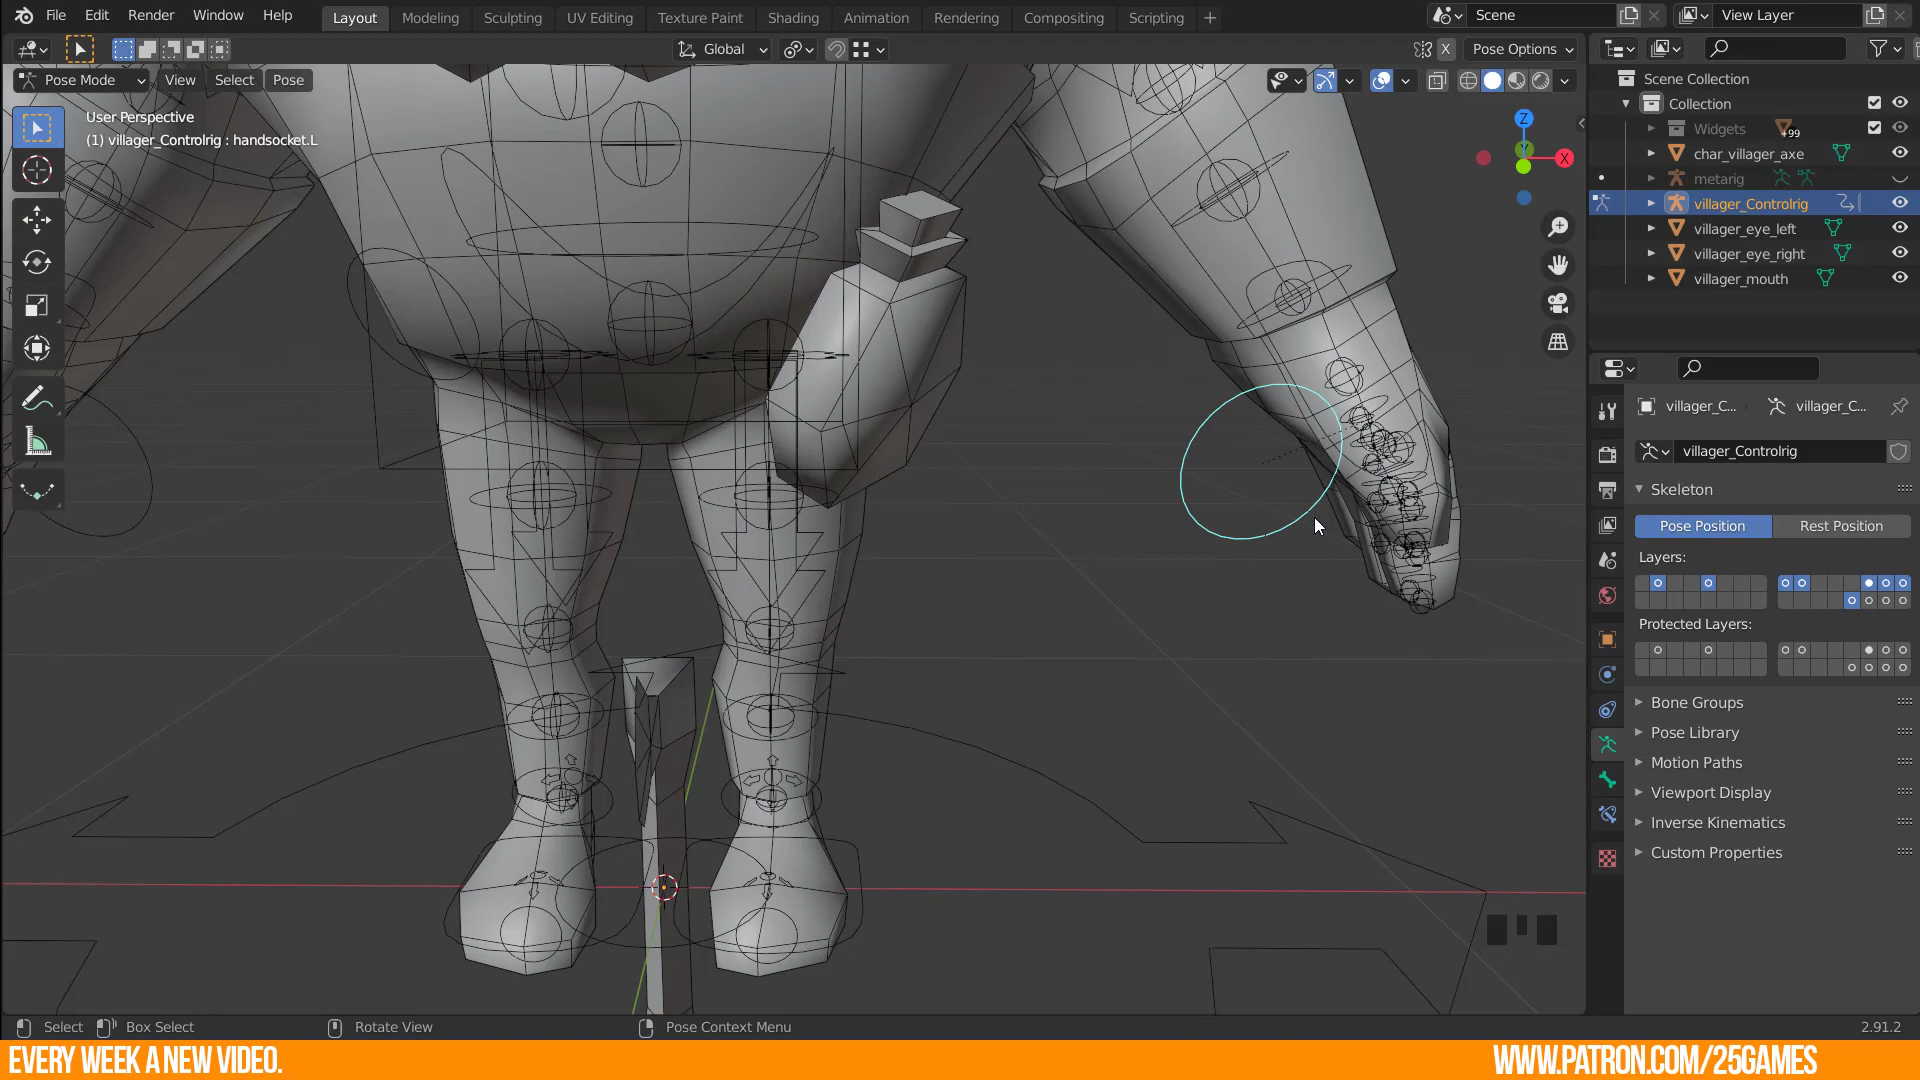 File Edit Render Window Help Layout Modeling Sculpting UV Editing Texture Paint Shading Animation Rendering Compositing Scripting + Scene View Layer
Global X Pose Options
Pose Mode View Select Pose
User Perspective
(1) villager_Controlrig : handsocket.L
Z
Y
X
Scene Collection
Collection
Widgets +99
char_villager_axe
metarig
villager_Controlrig
villager_eye_left
villager_eye_right
villager_mouth
villager_C... villager_C...
villager_Controlrig
Skeleton
Pose Position Rest Position
Layers:
Protected Layers:
Bone Groups
Pose Library
Motion Paths
Viewport Display
Inverse Kinematics
Custom Properties
Select Box Select Rotate View Pose Context Menu 2.91.2
EVERY WEEK A NEW VIDEO. WWW.PATRON.COM/25GAMES